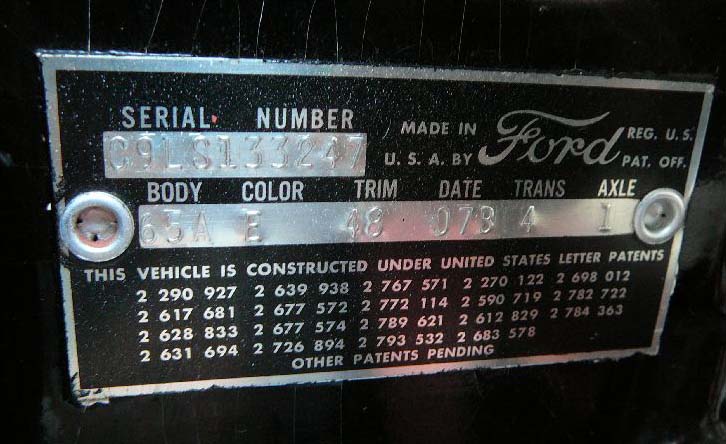 SERIAL NUMBER
C9LS133247
MADE IN
U. S. A. BY
Ford
REG. U. S.
PAT. OFF.
BODY COLOR TRIM DATE TRANS AXLE
63A E 48 07B 4 1
THIS VEHICLE IS CONSTRUCTED UNDER UNITED STATES LETTER PATENTS
2 290 927 2 639 938 2 767 571 2 270 122 2 698 012
2 617 681 2 677 572 2 772 114 2 590 719 2 782 722
2 628 833 2 677 574 2 789 621 2 612 829 2 784 363
2 631 694 2 726 894 2 793 532 2 683 578
OTHER PATENTS PENDING